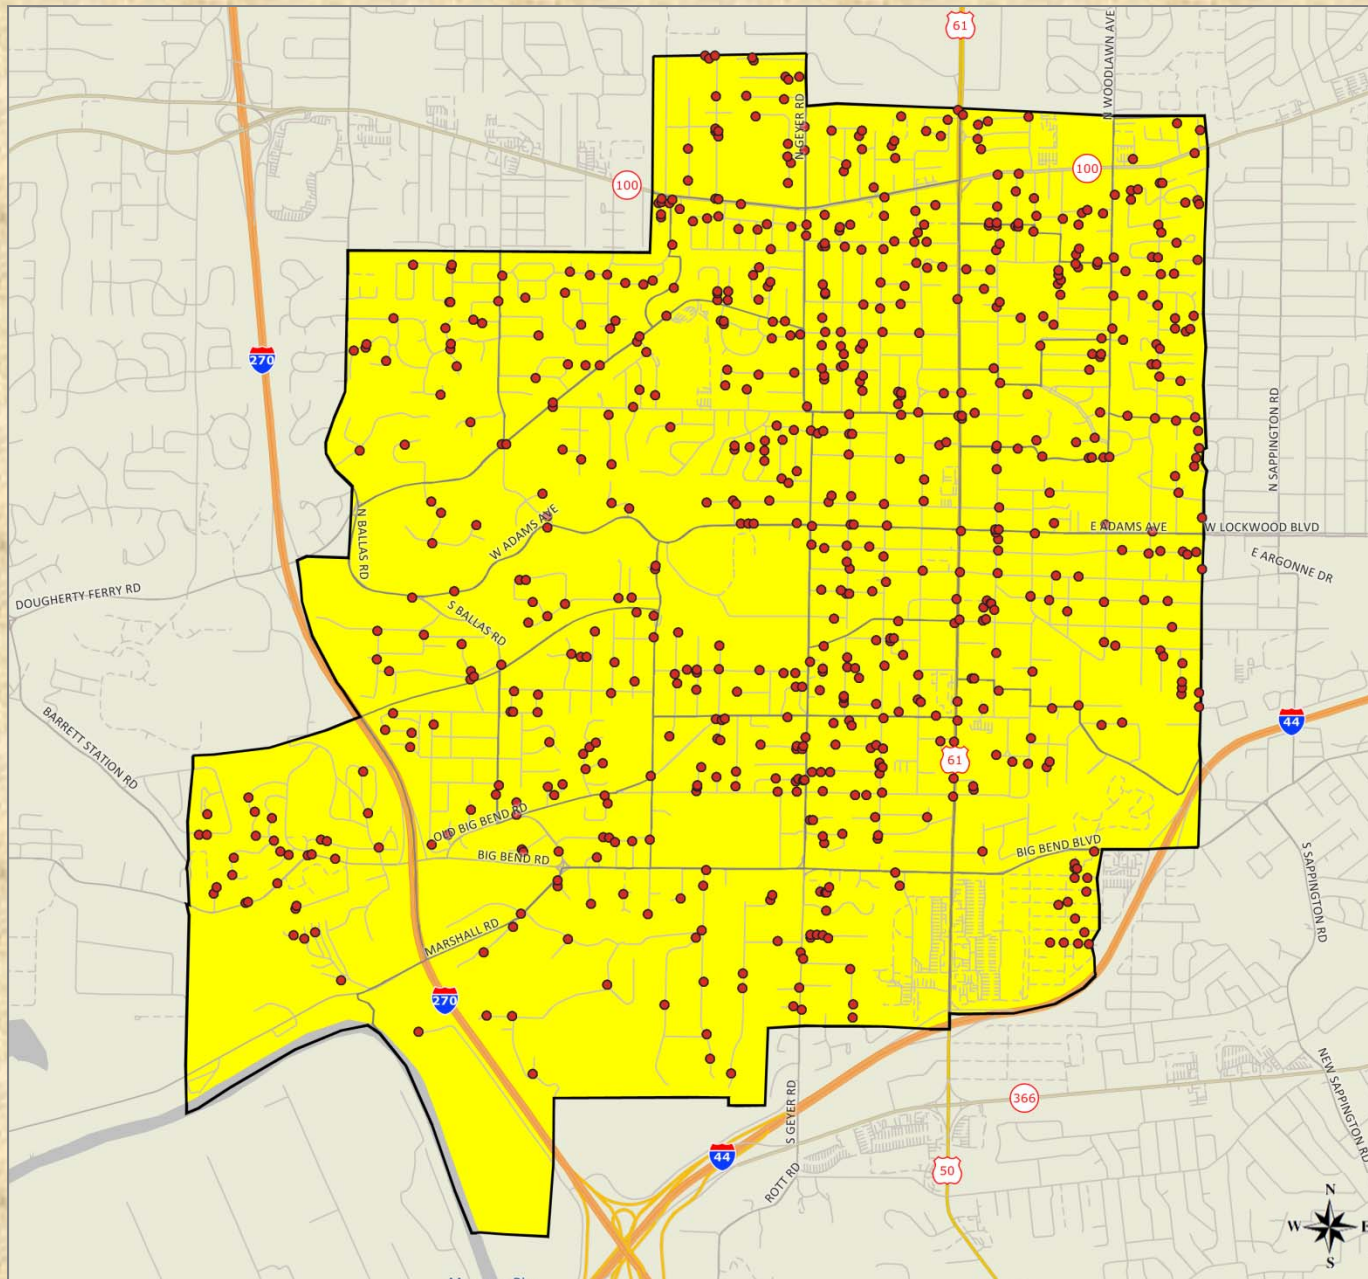 61
N WOODLAWN AVE
N GEYER RD
100
100
270
N SAPPINGTON RD
N BALLAS RD
W ADAMS AVE
E ADAMS AVE
W LOCKWOOD BLVD
E ARGONNE DR
DOUGHERTY FERRY RD
S BALLAS RD
BARRETT STATION RD
44
61
OLD BIG BEND RD
BIG BEND RD
BIG BEND BLVD
S SAPPINGTON RD
MARSHALL RD
270
NEW SAPPINGTON RD
S GEYER RD
366
44
50
ROTT RD
N
W E
S